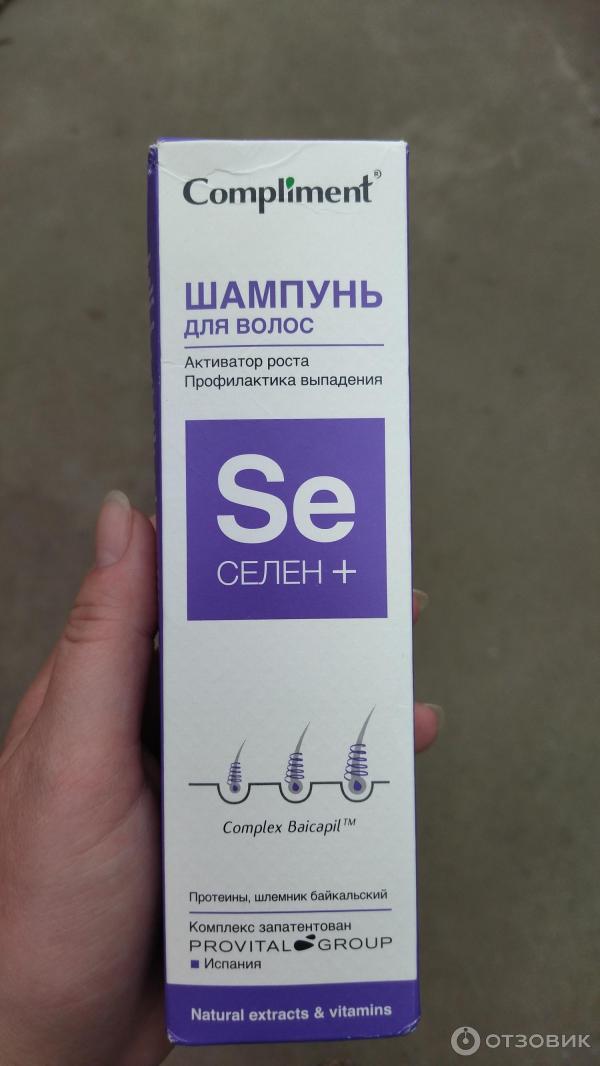 Compliment®
ШАМПУНЬ
ДЛЯ ВОЛОС
Активатор роста
Профилактика выпадения
Se
СЕЛЕН +
Complex Baicapil™
Протеины, шлемник байкальский
Комплекс запатентован
PROVITAL GROUP
Испания
Natural extracts & vitamins
ОТЗОВИК